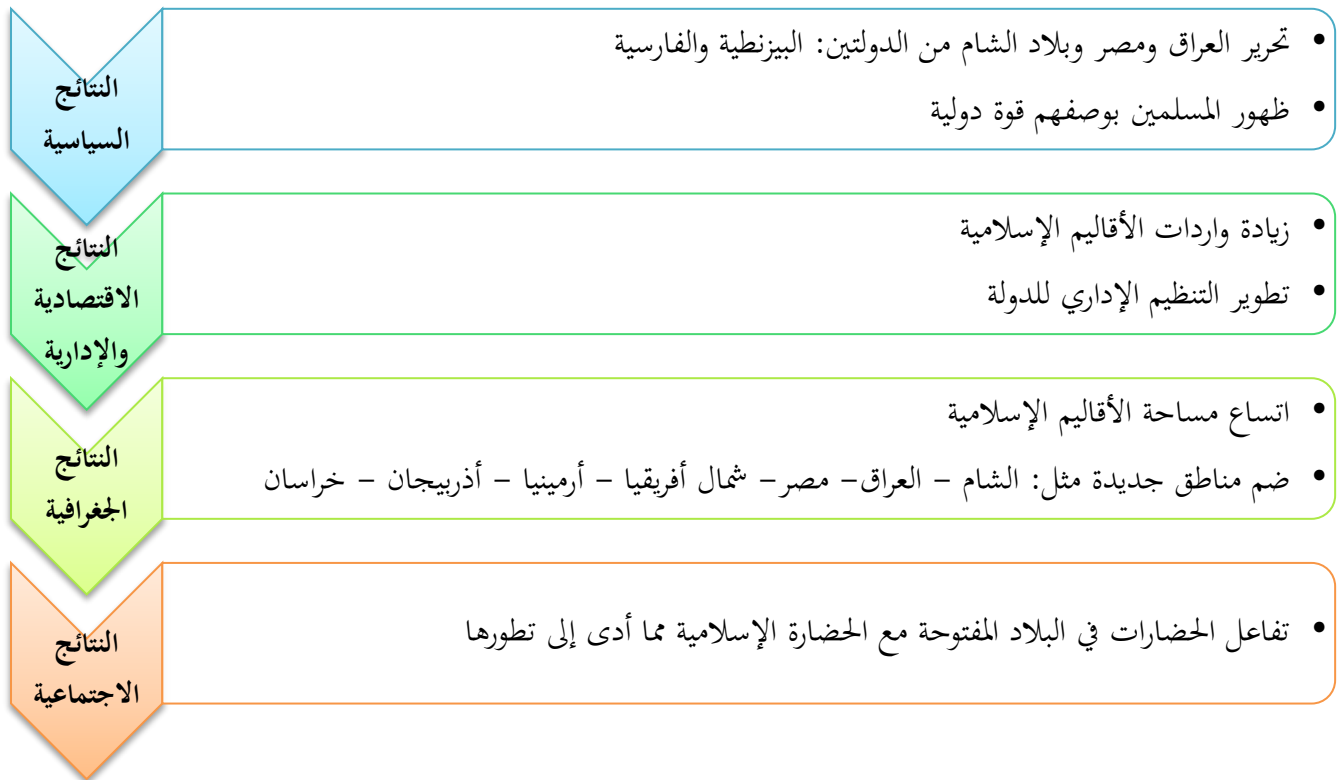 النتائج
السياسية
• تحرير العراق ومصر وبلاد الشام من الدولتين: البيزنطية والفارسية
• ظهور المسلمين بوصفهم قوة دولية
النتائج
الاقتصادية
والإدارية
• زيادة واردات الأقاليم الإسلامية
• تطوير التنظيم الإداري للدولة
النتائج
الجغرافية
• اتساع مساحة الأقاليم الإسلامية
• ضم مناطق جديدة مثل: الشام – العراق– مصر– شمال أفريقيا – أرمينيا – أذربيجان – خراسان
النتائج
الاجتماعية
• تفاعل الحضارات في البلاد المفتوحة مع الحضارة الإسلامية مما أدى إلى تطورها